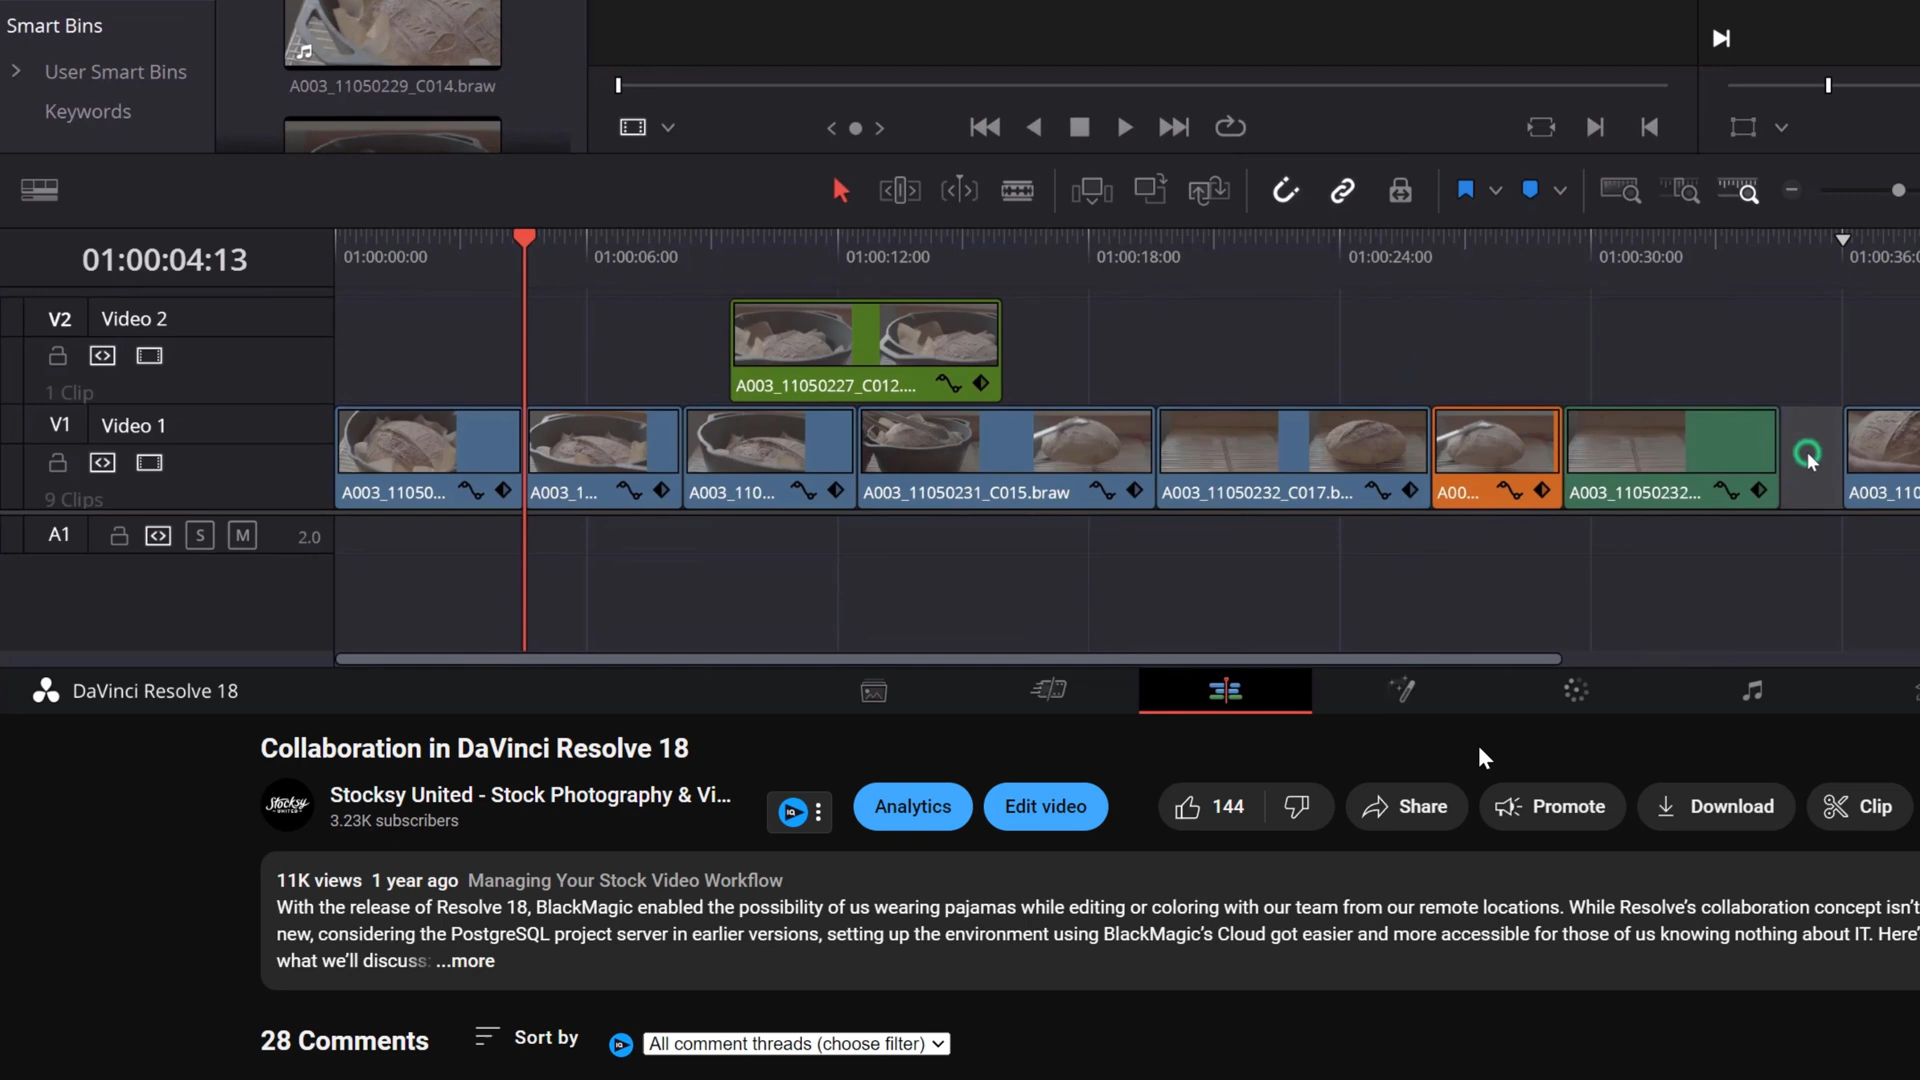 Smart Bins
User Smart Bins
Keywords
A003_11050229_C014.braw
01:00:04:13
01:00:00:00
01:00:06:00
01:00:12:00
01:00:18:00
01:00:24:00
01:00:30:00
01:00:36:0
V2 Video 2
1 Clip
A003_11050227_C012....
V1 Video 1
9 Clips
A003_11050...
A003_1...
A003_110...
A003_11050231_C015.braw
A003_11050232_C017.b...
A00...
A003_11050232...
A003_110
A1 S M 2.0
DaVinci Resolve 18
Collaboration in DaVinci Resolve 18
Stocksy United - Stock Photography & Vi...
3.23K subscribers
Stocksy
UNITED
IQ
Analytics
Edit video
144
Share
Promote
Download
Clip
11K views 1 year ago Managing Your Stock Video Workflow
With the release of Resolve 18, BlackMagic enabled the possibility of us wearing pajamas while editing or coloring with our team from our remote locations. While Resolve's collaboration concept isn't
new, considering the PostgreSQL project server in earlier versions, setting up the environment using BlackMagic's Cloud got easier and more accessible for those of us knowing nothing about IT. Here'
what we'll discuss: ...more
28 Comments
Sort by
IQ
All comment threads (choose filter)